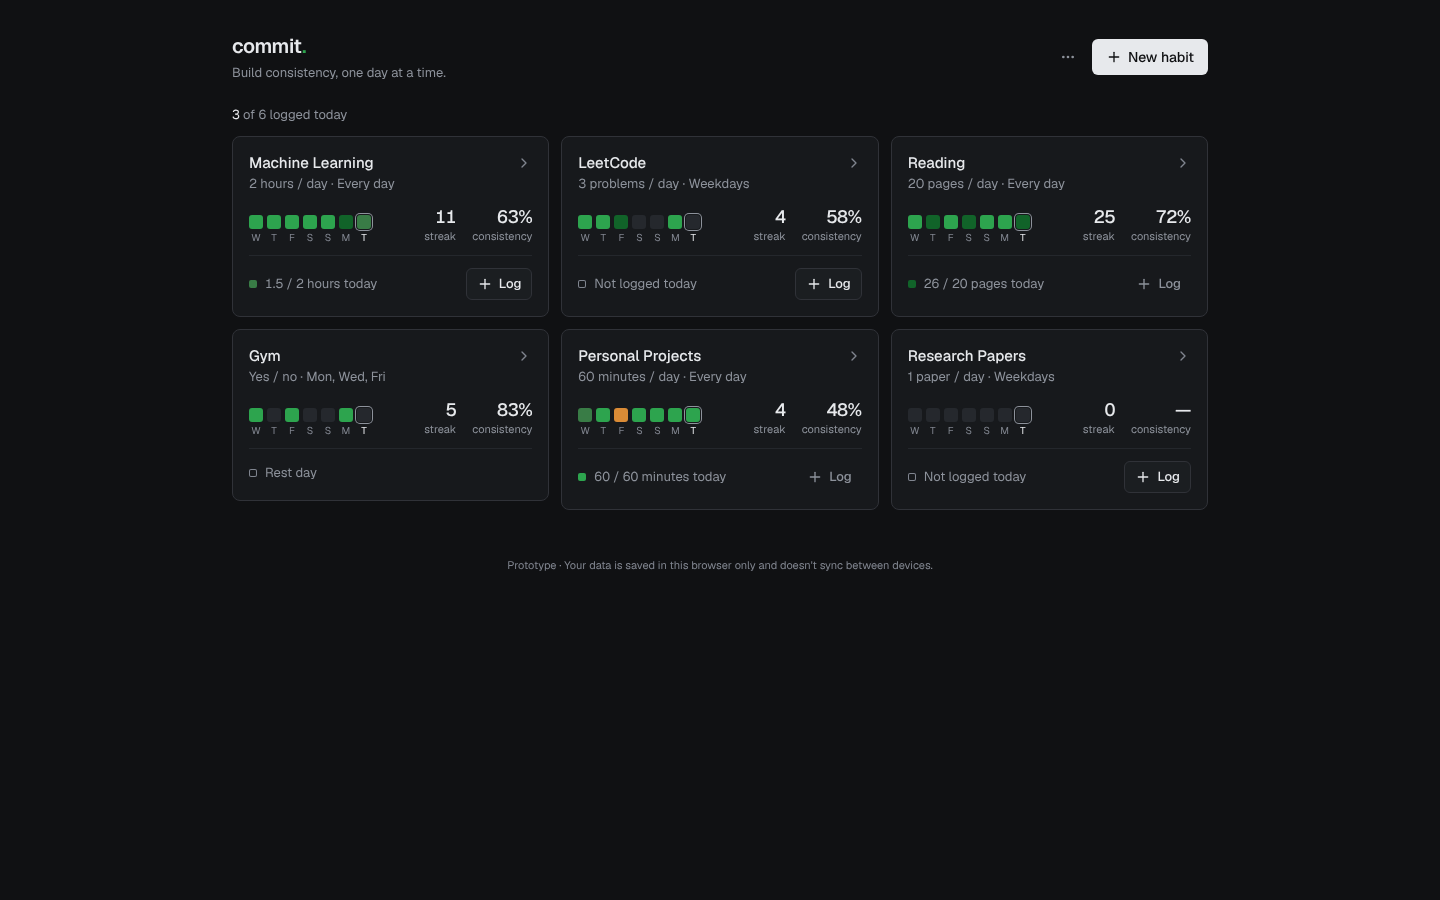 commit.
Build consistency, one day at a time.
··· + New habit
3 of 6 logged today
Machine Learning
2 hours / day · Every day
11 63%
W T F S S M T streak consistency
1.5 / 2 hours today + Log
LeetCode
3 problems / day · Weekdays
4 58%
W T F S S M T streak consistency
Not logged today + Log
Reading
20 pages / day · Every day
25 72%
W T F S S M T streak consistency
26 / 20 pages today + Log
Gym
Yes / no · Mon, Wed, Fri
5 83%
W T F S S M T streak consistency
Rest day
Personal Projects
60 minutes / day · Every day
4 48%
W T F S S M T streak consistency
60 / 60 minutes today + Log
Research Papers
1 paper / day · Weekdays
0 —
W T F S S M T streak consistency
Not logged today + Log
Prototype · Your data is saved in this browser only and doesn't sync between devices.